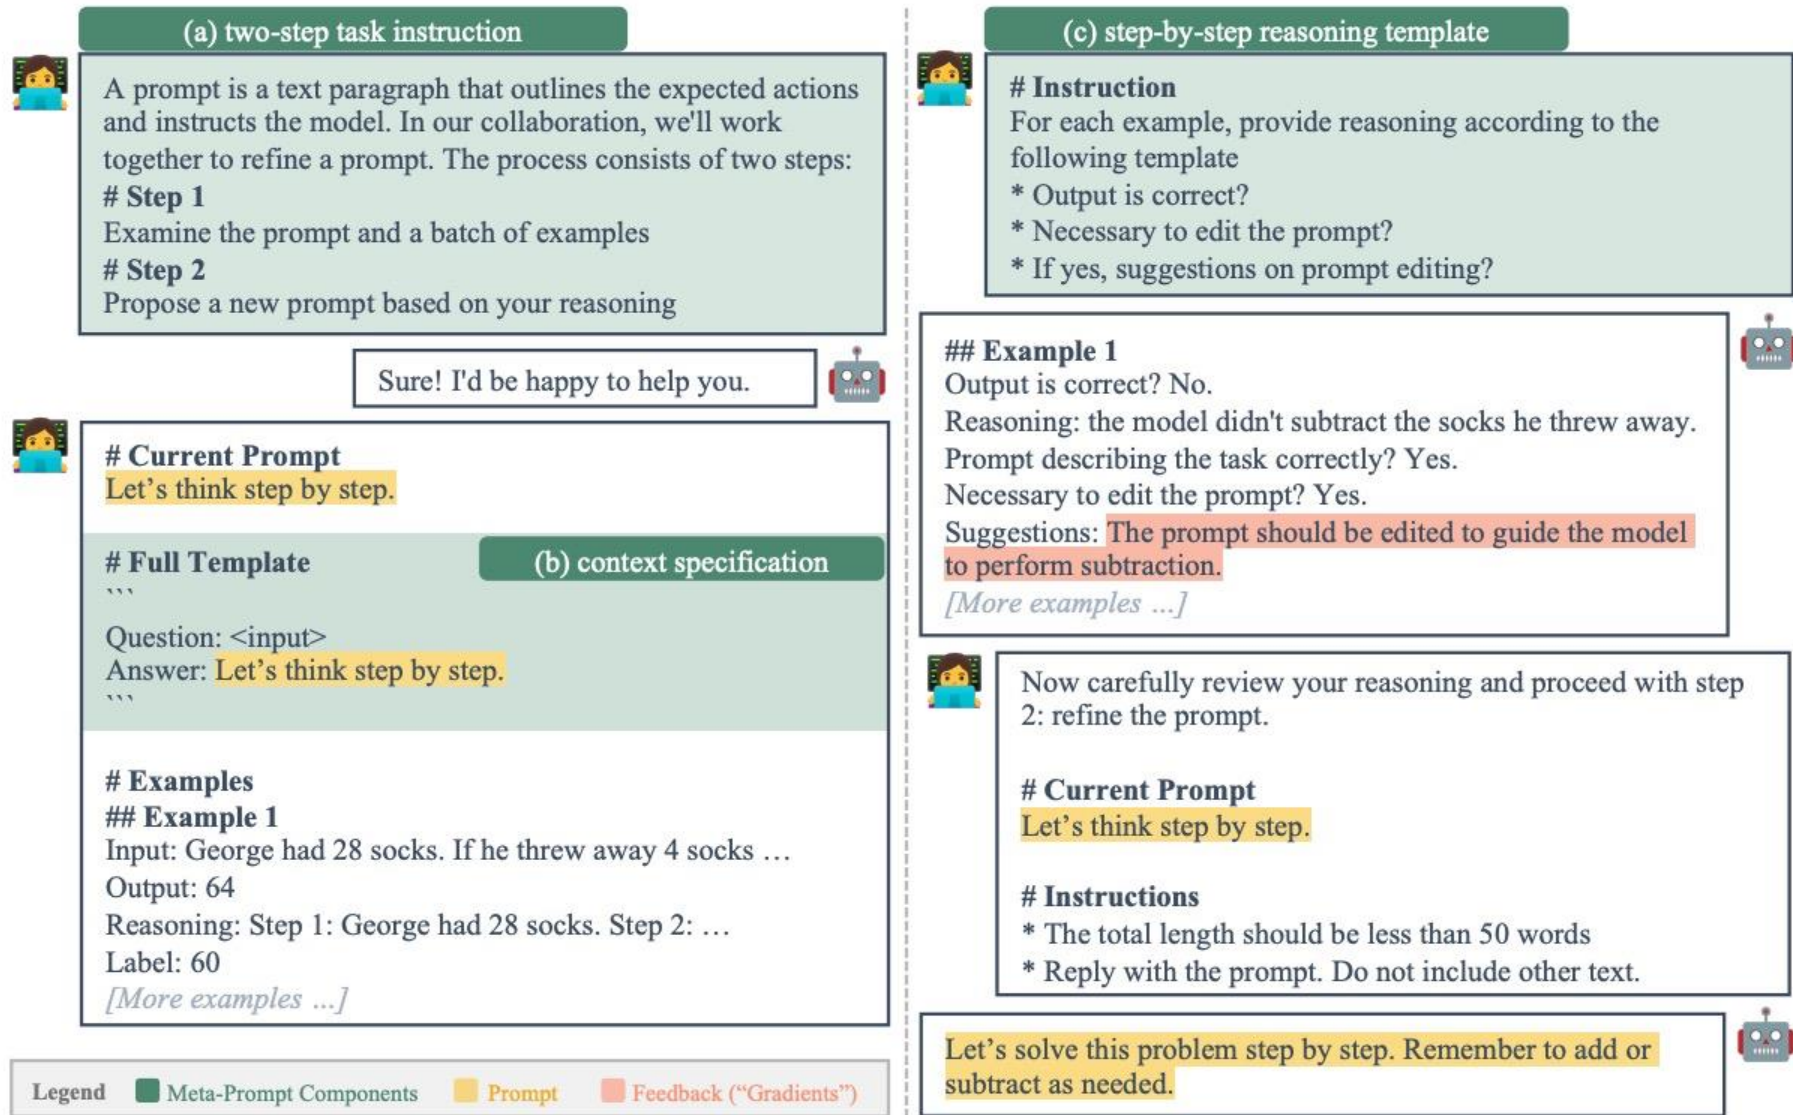 (a) two-step task instruction
A prompt is a text paragraph that outlines the expected actions
and instructs the model. In our collaboration, we'll work
together to refine a prompt. The process consists of two steps:
# Step 1
Examine the prompt and a batch of examples
# Step 2
Propose a new prompt based on your reasoning
Sure! I'd be happy to help you.
# Current Prompt
Let’s think step by step.
# Full Template
(b) context specification
```
Question: <input>
Answer: Let’s think step by step.
```
# Examples
## Example 1
Input: George had 28 socks. If he threw away 4 socks …
Output: 64
Reasoning: Step 1: George had 28 socks. Step 2: …
Label: 60
[More examples ...]
Legend
Meta-Prompt Components
Prompt
Feedback (“Gradients”)
(c) step-by-step reasoning template
# Instruction
For each example, provide reasoning according to the
following template
* Output is correct?
* Necessary to edit the prompt?
* If yes, suggestions on prompt editing?
## Example 1
Output is correct? No.
Reasoning: the model didn't subtract the socks he threw away.
Prompt describing the task correctly? Yes.
Necessary to edit the prompt? Yes.
Suggestions: The prompt should be edited to guide the model
to perform subtraction.
[More examples ...]
Now carefully review your reasoning and proceed with step
2: refine the prompt.
# Current Prompt
Let’s think step by step.
# Instructions
* The total length should be less than 50 words
* Reply with the prompt. Do not include other text.
Let’s solve this problem step by step. Remember to add or
subtract as needed.